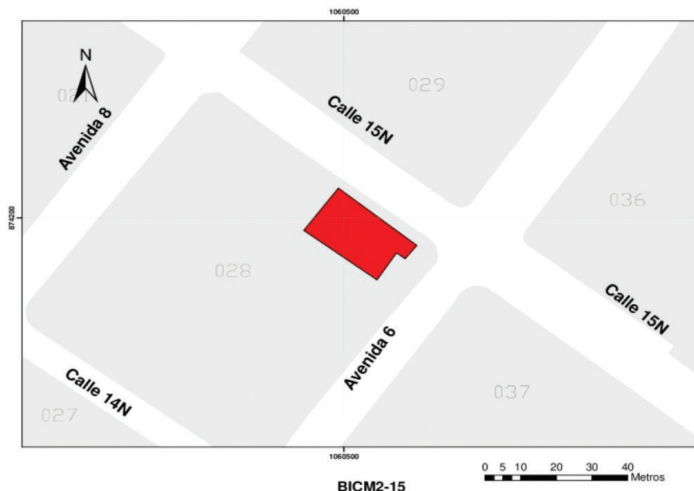 1060500
N
029
Avenida 8
Calle 15N
874200
036
028
Calle 15N
Avenida 6
Calle 14N
037
027
1060500
0 5 10 20 30 40
Metros
BICM2-15